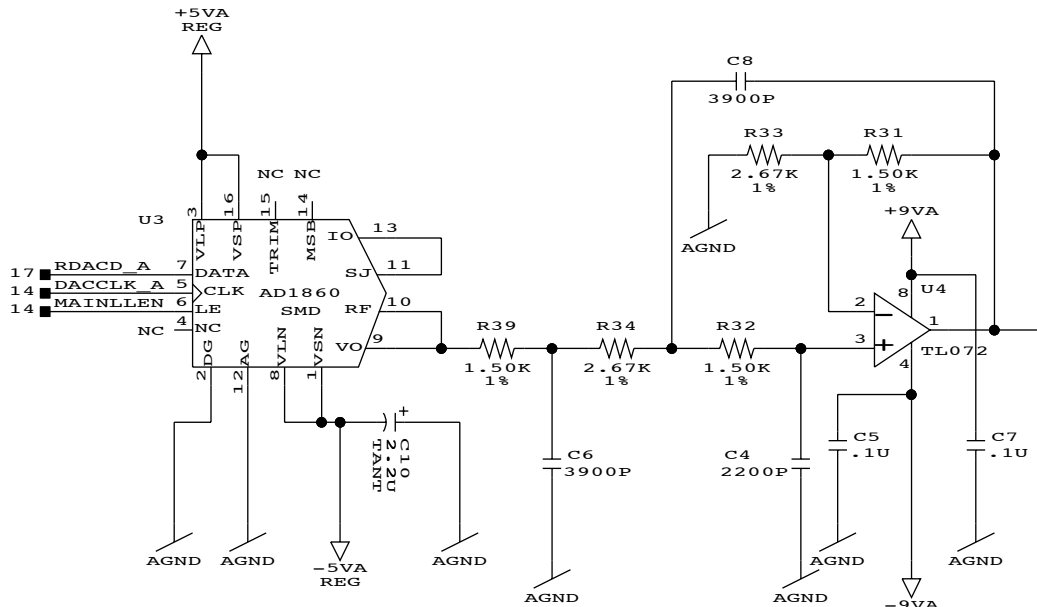 +5VA
REG
C8
3900P
R33
R31
2.67K
1%
1.50K
1%
NC NC
3
16
15
14
U3
VLP
VSP
TRIM
MSB
IO
13
AGND
+9VA
17
RDACD_A
7
DATA
SJ
11
14
DACCLK_A
5
CLK
AD1860
SMD
RF
10
2
8
U4
14
MAINLLEN
6
LE
NC
4
NC
VO
9
R39
R34
R32
3
1
DG
AG
VLN
VSN
1.50K
1%
2.67K
1%
1.50K
1%
TL072
4
2
12
8
1
+
C10
2.2U
TANT
C6
3900P
C4
2200P
C5
.1U
C7
.1U
AGND
AGND
−5VA
REG
AGND
AGND
AGND
AGND
AGND
−9VA